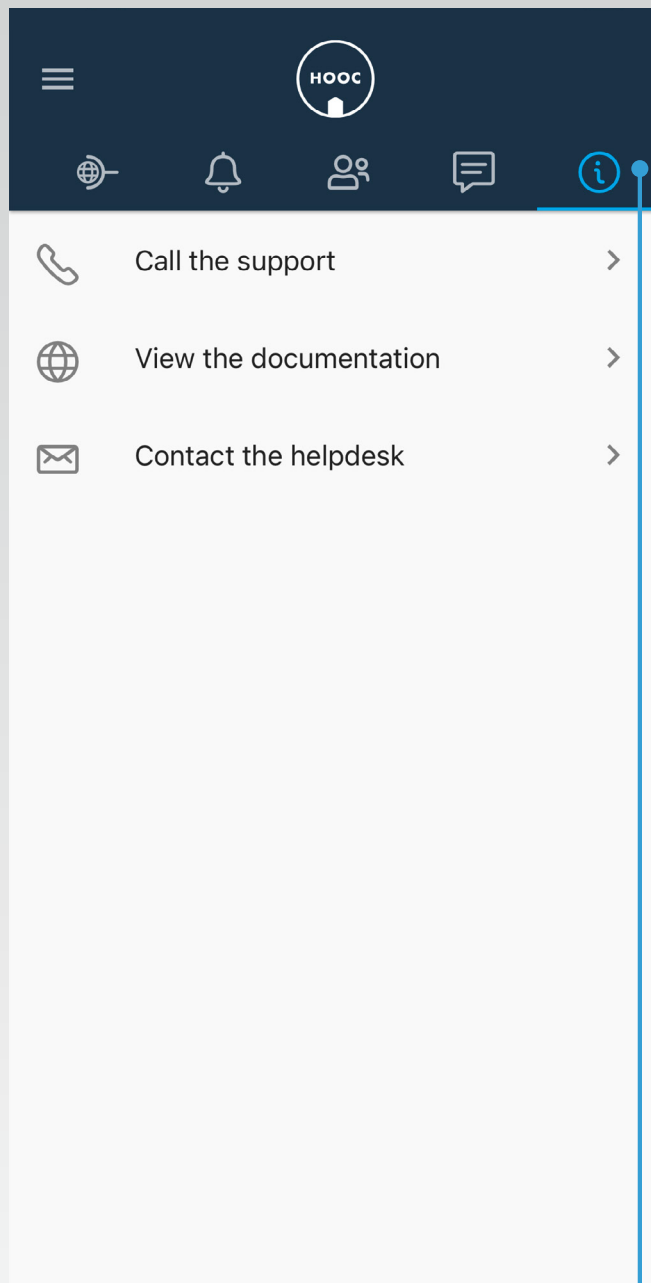 HOOC
Call the support
View the documentation
Contact the helpdesk